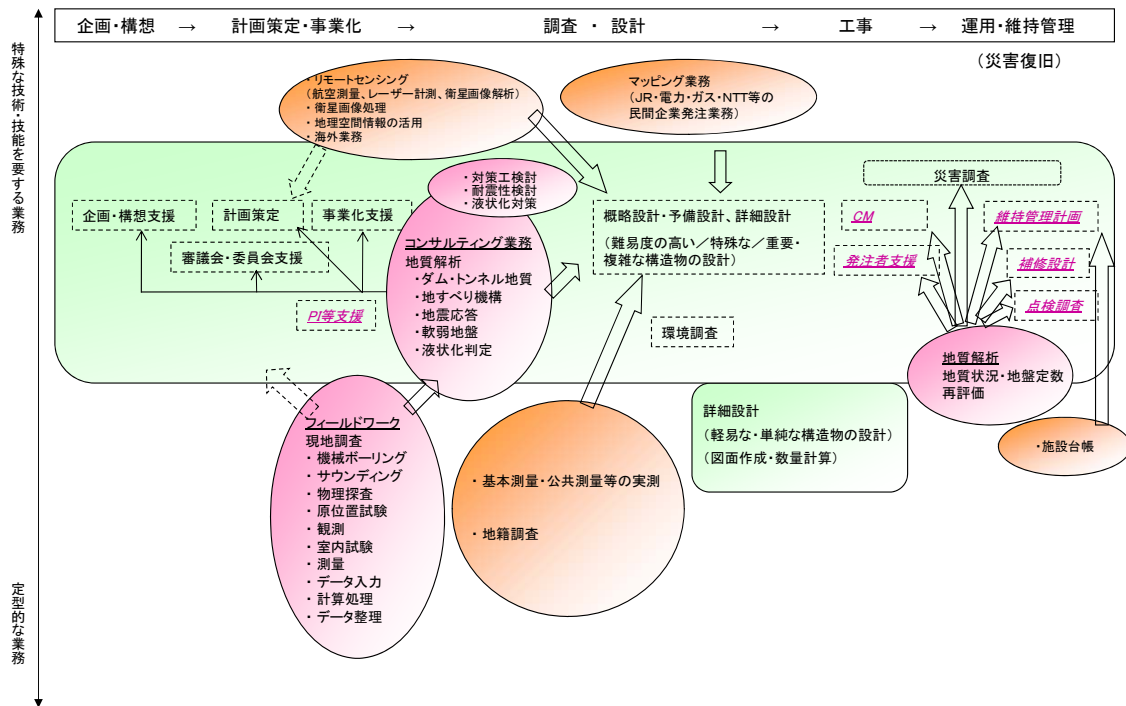 企画・構想 → 計画策定・事業化 → 調査 ・ 設計 → 工事 → 運用・維持管理
(災害復旧)
特殊な技術・技能を要する業務
定型的な業務
・リモートセンシング
(航空測量、レーザー計測、衛星画像解析)
・衛星画像処理
・地理空間情報の活用
・海外業務
マッピング業務
(JR・電力・ガス・NTT等の
民間企業発注業務)
・対策工検討
・耐震性検討
・液状化対策
企画・構想支援
計画策定
事業化支援
審議会・委員会支援
PI等支援
コンサルティング業務
地質解析
・ダム・トンネル地質
・地すべり機構
・地震応答
・軟弱地盤
・液状化判定
概略設計・予備設計、詳細設計
(難易度の高い/特殊な/重要・
複雑な構造物の設計)
環境調査
災害調査
CM
維持管理計画
発注者支援
補修設計
点検調査
地質解析
地質状況・地盤定数
再評価
・施設台帳
詳細設計
(軽易な・単純な構造物の設計)
(図面作成・数量計算)
フィールドワーク
現地調査
・ 機械ボーリング
・ サウンディング
・ 物理探査
・ 原位置試験
・ 観測
・ 室内試験
・ 測量
・ データ入力
・ 計算処理
・ データ整理
・ 基本測量・公共測量等の実測
・ 地籍調査